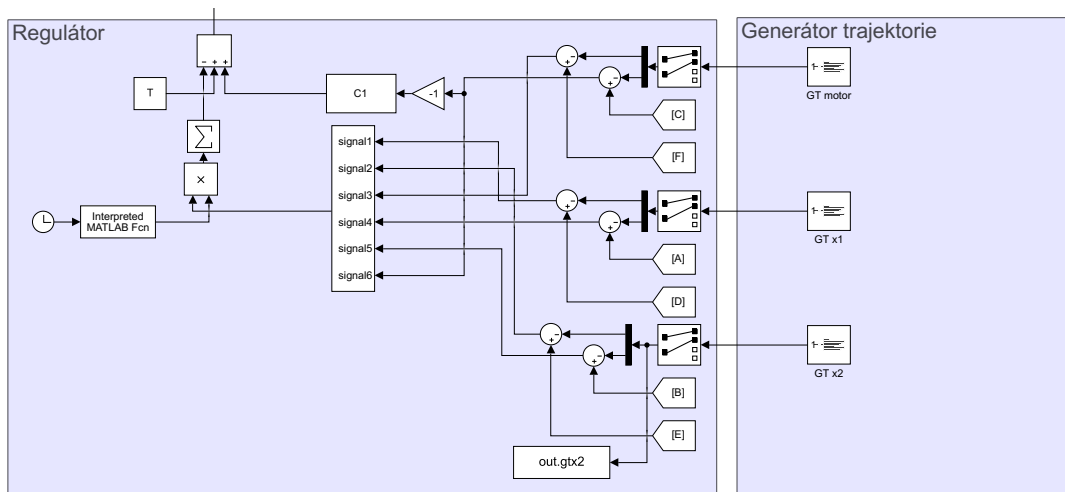 Regulátor
Generátor trajektorie
− + +
T
C1
-1
−
+
−
+
GT motor
[C]
[F]
Σ
×
Interpreted
MATLAB Fcn
signal1
signal2
signal3
signal4
signal5
signal6
−
+
−
+
GT x1
[A]
[D]
−
+
−
+
GT x2
[B]
[E]
out.gtx2